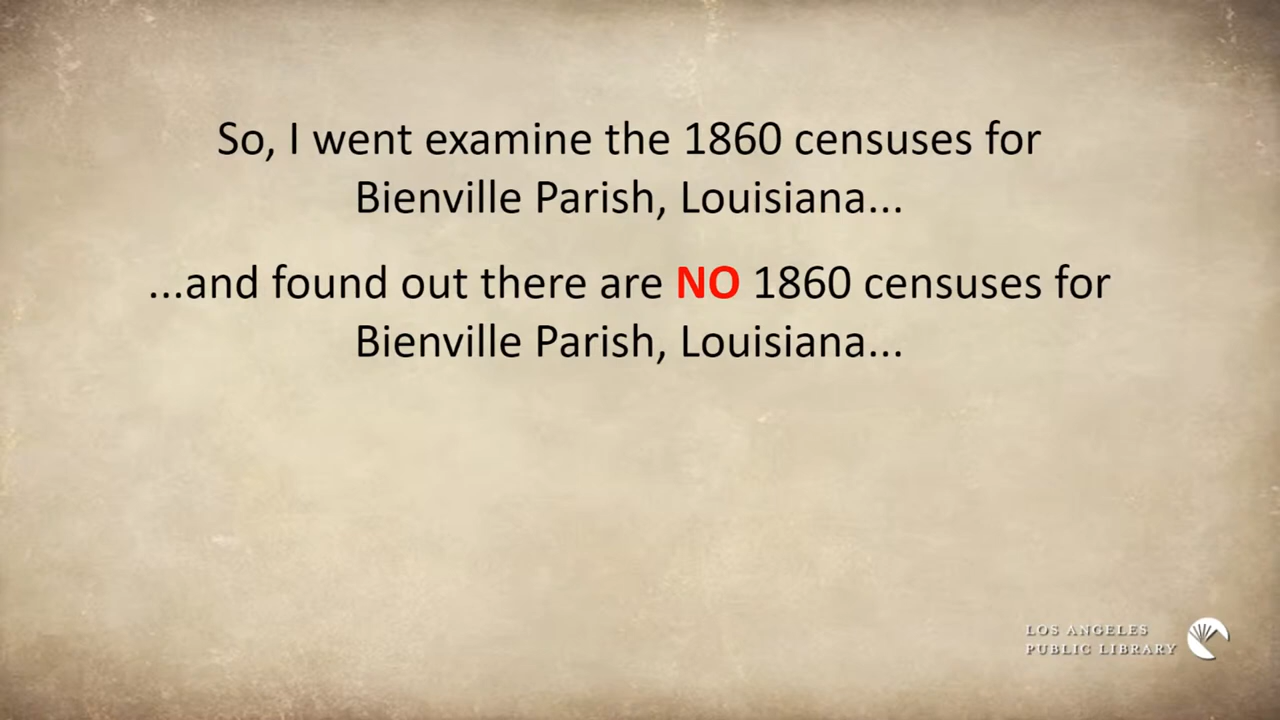 So, I went examine the 1860 censuses for
Bienville Parish, Louisiana...
...and found out there are NO 1860 censuses for
Bienville Parish, Louisiana...
LOS ANGELES
PUBLIC LIBRARY